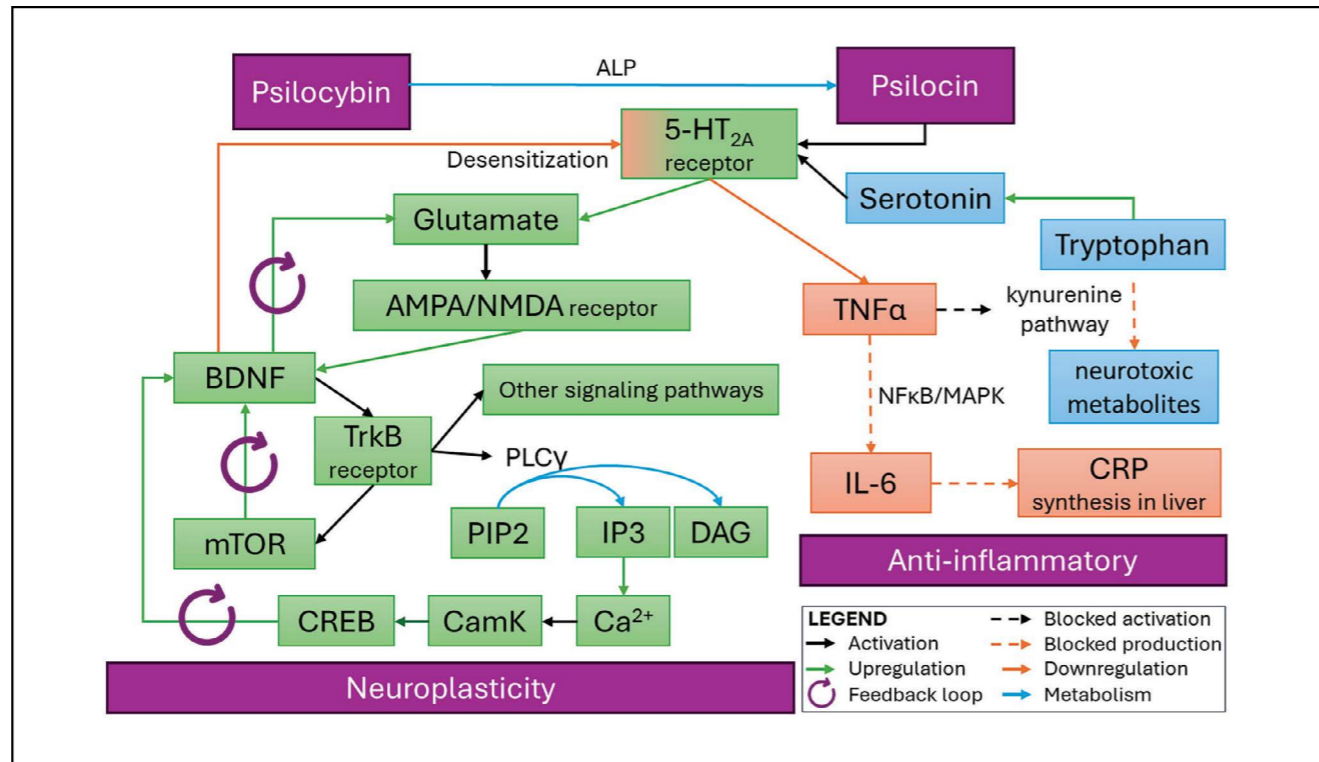 Psilocybin
ALP
Psilocin
5-HT2A
receptor
Desensitization
Serotonin
Glutamate
Tryptophan
AMPA/NMDA receptor
TNFα
kynurenine
pathway
BDNF
Other signaling pathways
NFκB/MAPK
neurotoxic
metabolites
TrkB
receptor
PLCγ
IL-6
CRP
synthesis in liver
mTOR
PIP2
IP3
DAG
Anti-inflammatory
CREB
CamK
Ca²⁺
Neuroplasticity
LEGEND
Activation
Upregulation
Feedback loop
Blocked activation
Blocked production
Downregulation
Metabolism